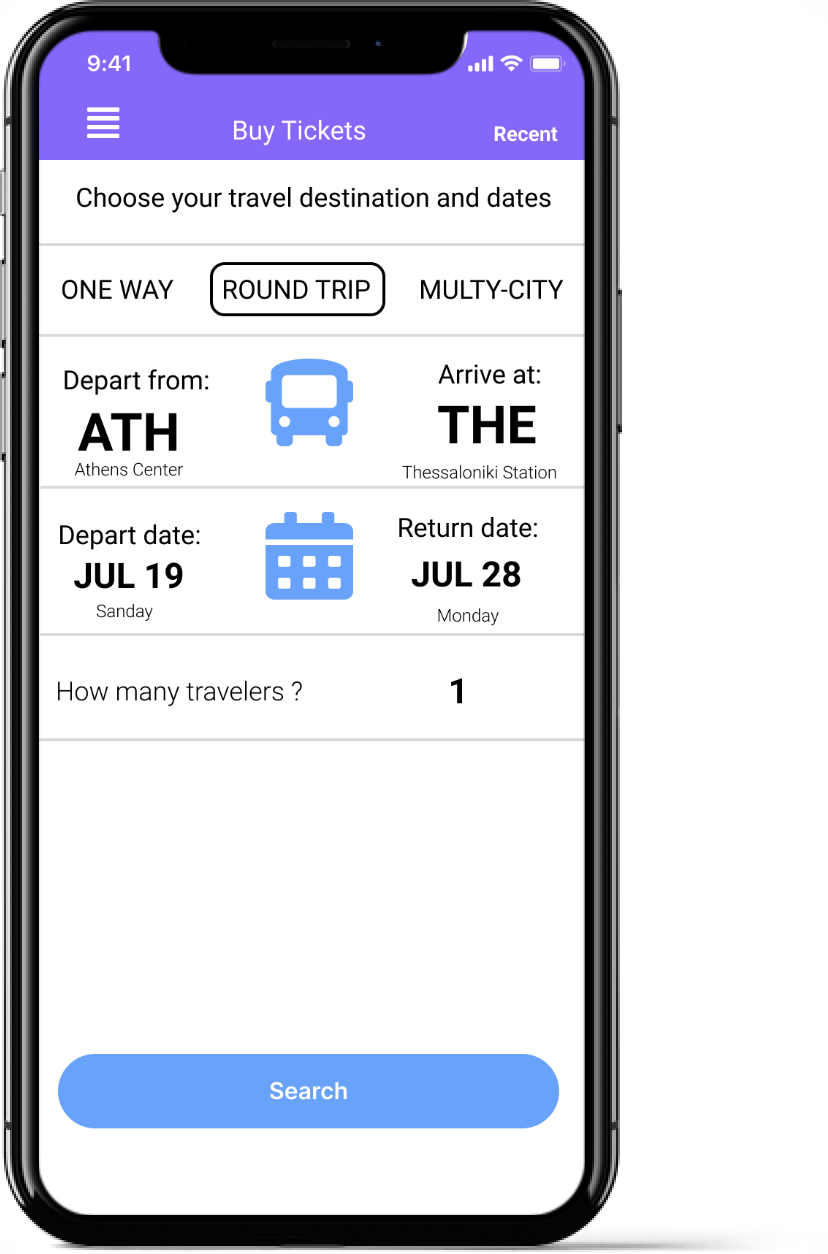 9:41
Buy Tickets
Recent
Choose your travel destination and dates
ONE WAY
ROUND TRIP
MULTY-CITY
Depart from:
ATH
Athens Center
Arrive at:
THE
Thessaloniki Station
Depart date:
JUL 19
Sanday
Return date:
JUL 28
Monday
How many travelers ?
1
Search